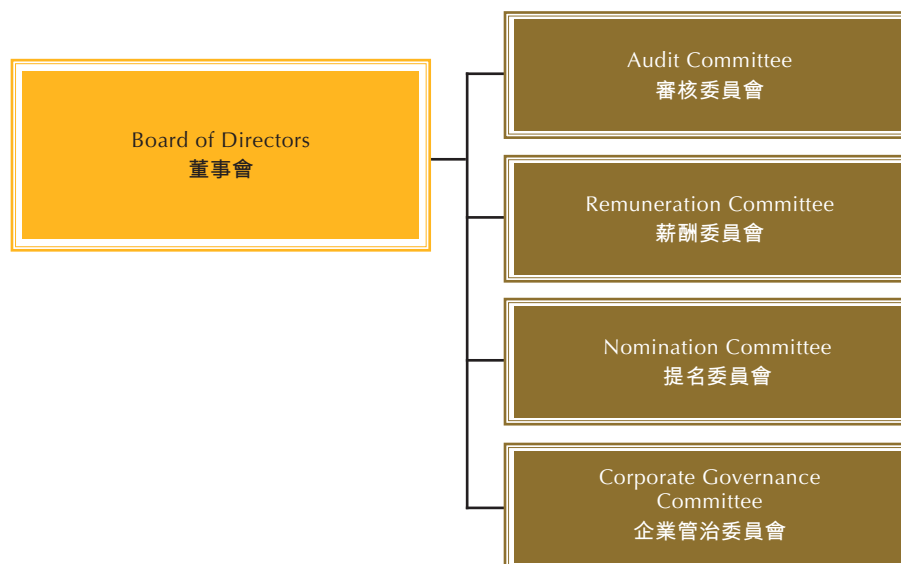 Board of Directors
董事會
Audit Committee
審核委員會
Remuneration Committee
薪酬委員會
Nomination Committee
提名委員會
Corporate Governance
Committee
企業管治委員會